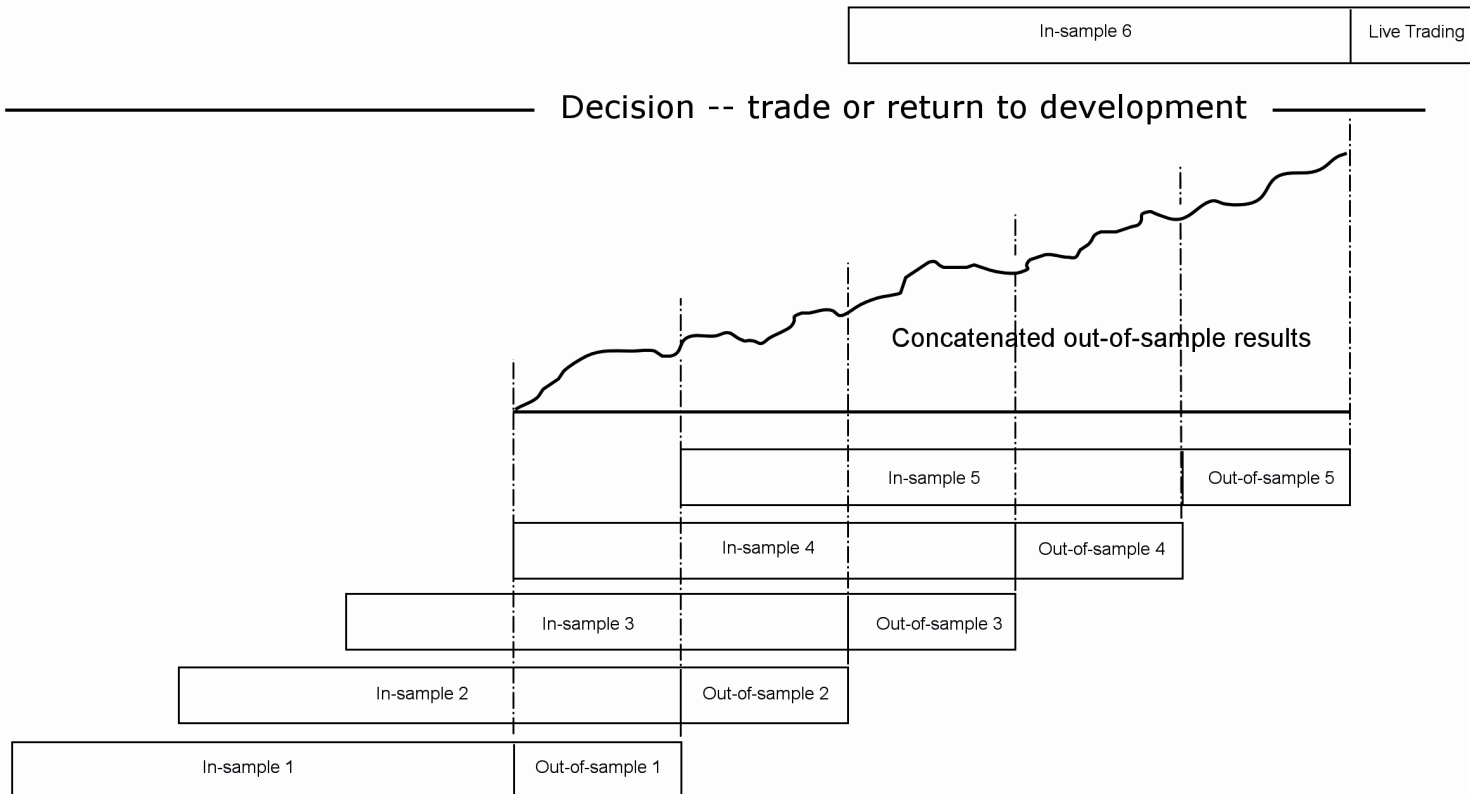 In-sample 6
Live Trading
Decision -- trade or return to development
Concatenated out-of-sample results
In-sample 5
Out-of-sample 5
In-sample 4
Out-of-sample 4
In-sample 3
Out-of-sample 3
In-sample 2
Out-of-sample 2
In-sample 1
Out-of-sample 1